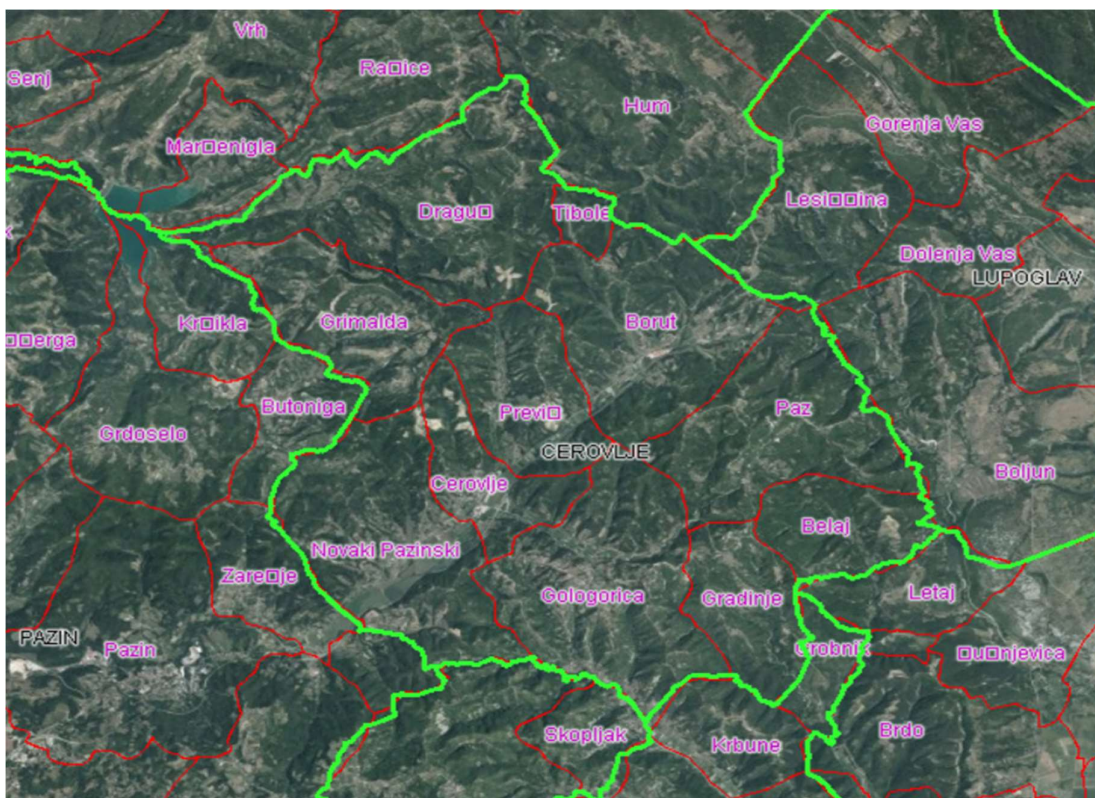 Vrh
Ra□ice
Senj
Hum
Gorenja Vas
Mar□enigla
Lesi□□ina
Dragu□
Tibole
Dolenja Vas
LUPOGLAV
Kr□ikla
Grimalda
Borut
□□erga
Butoniga
Previ□
Paz
Grdoselo
CEROVLJE
Boljun
Cerovlje
Belaj
Novaki Pazinski
Zare□je
Gologorica
Gradinje
Letaj
PAZIN
Pazin
Grobnik
□u□njevica
Skopljak
Krbune
Brdo